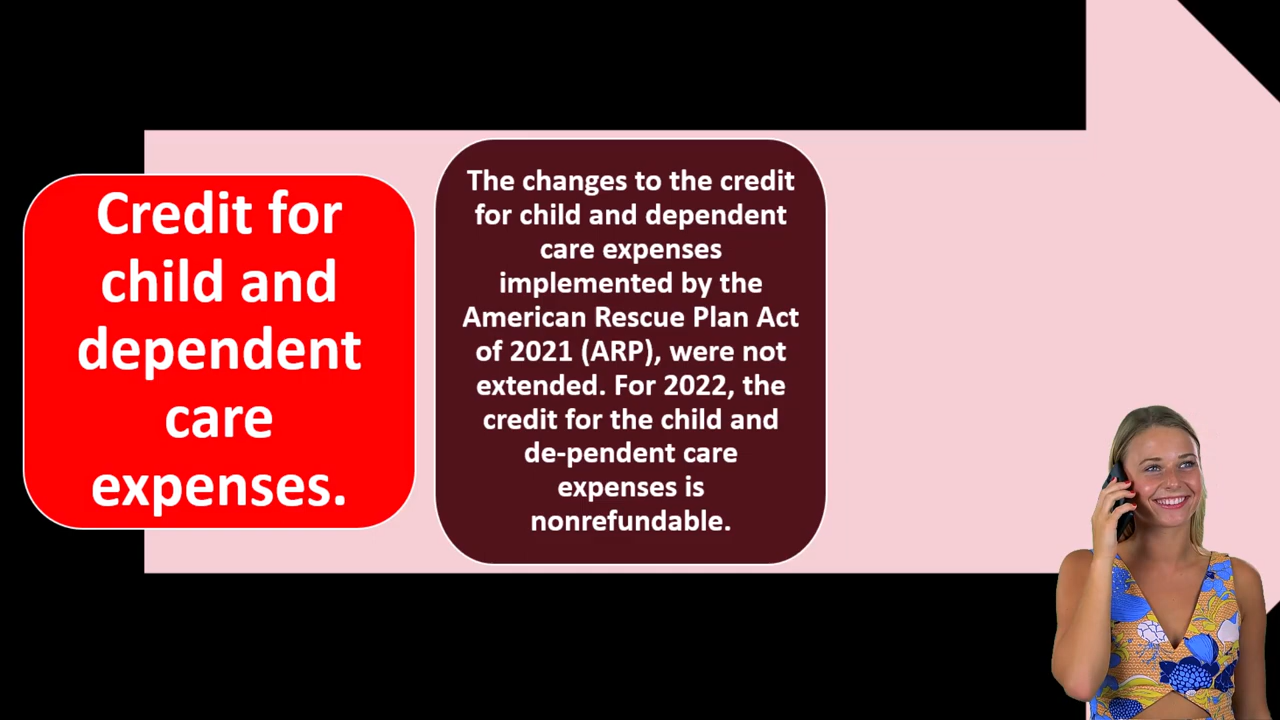 Credit for
child and
dependent
care
expenses.
The changes to the credit
for child and dependent
care expenses
implemented by the
American Rescue Plan Act
of 2021 (ARP), were not
extended. For 2022, the
credit for the child and
de-pendent care
expenses is
nonrefundable.